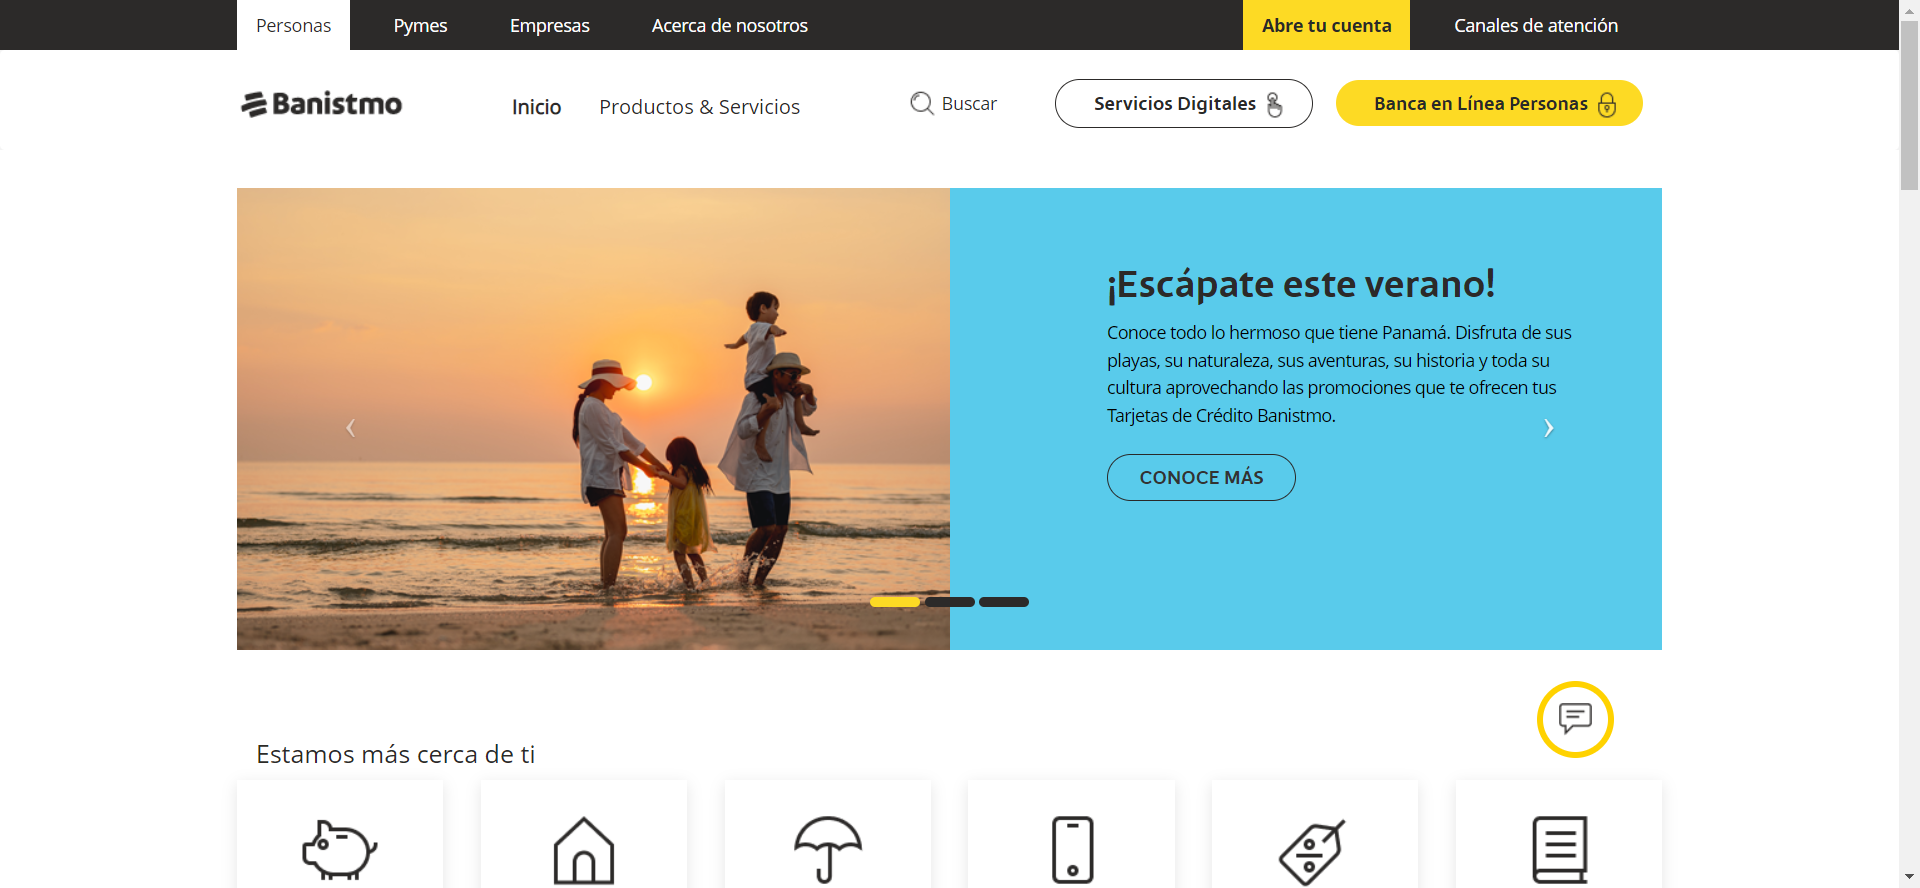 Personas
Pymes
Empresas
Acerca de nosotros
Abre tu cuenta
Canales de atención
Banistmo
Inicio
Productos & Servicios
Buscar
Servicios Digitales
Banca en Línea Personas
¡Escápate este verano!
Conoce todo lo hermoso que tiene Panamá. Disfruta de sus
playas, su naturaleza, sus aventuras, su historia y toda su
cultura aprovechando las promociones que te ofrecen tus
Tarjetas de Crédito Banistmo.
CONOCE MÁS
Estamos más cerca de ti